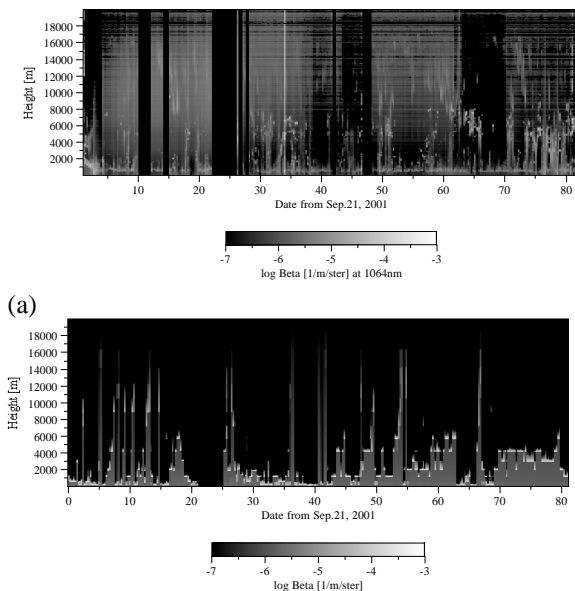 18000
16000
14000
12000
10000
8000
6000
4000
2000
Height [m]
10 20 30 40 50 60 70 80
Date from Sep.21, 2001
-7 -6 -5 -4 -3
log Beta [1/m/ster] at 1064nm
(a)
18000
16000
14000
12000
10000
8000
6000
4000
2000
Height [m]
0 10 20 30 40 50 60 70 80
Date from Sep.21, 2001
-7 -6 -5 -4 -3
log Beta [1/m/ster]